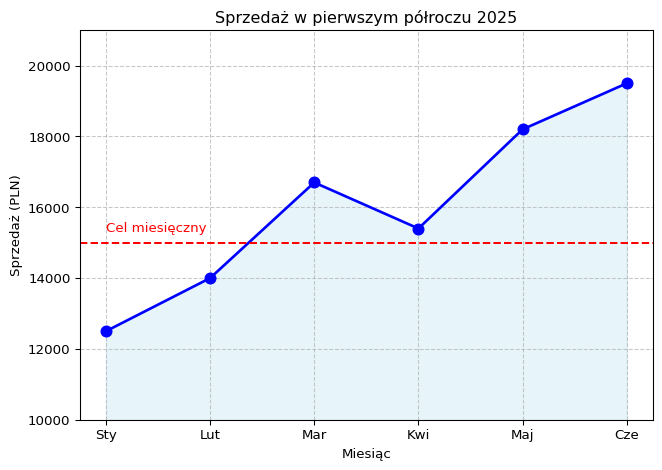 Sprzedaż w pierwszym półroczu 2025
Sprzedaż (PLN)
20000
18000
16000
14000
12000
10000
Cel miesięczny
Sty Lut Mar Kwi Maj Cze
Miesiąc